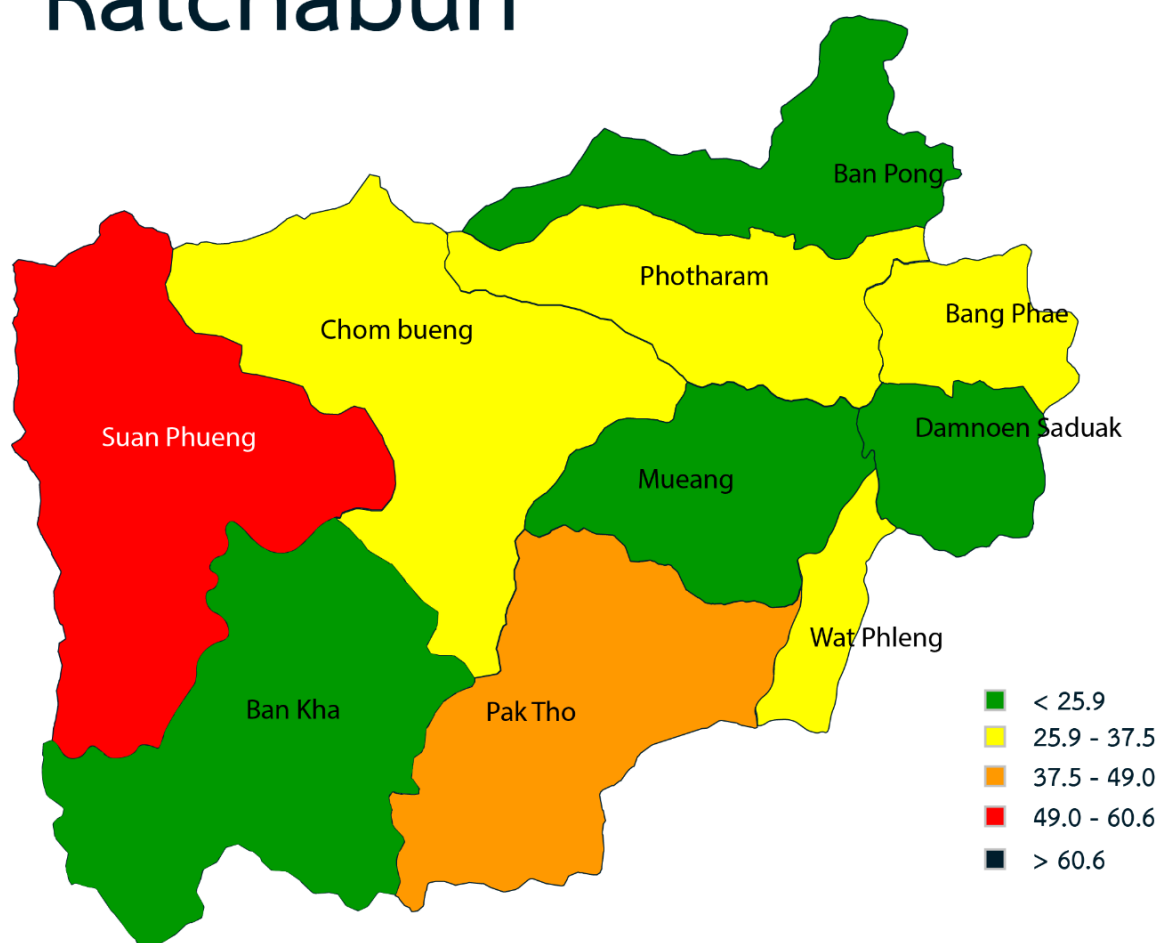 Ratchaburi
Ban Pong
Photharam
Bang Phae
Chom bueng
Damnoen Saduak
Suan Phueng
Mueang
Wat Phleng
Ban Kha
Pak Tho
< 25.9
25.9 - 37.5
37.5 - 49.0
49.0 - 60.6
> 60.6